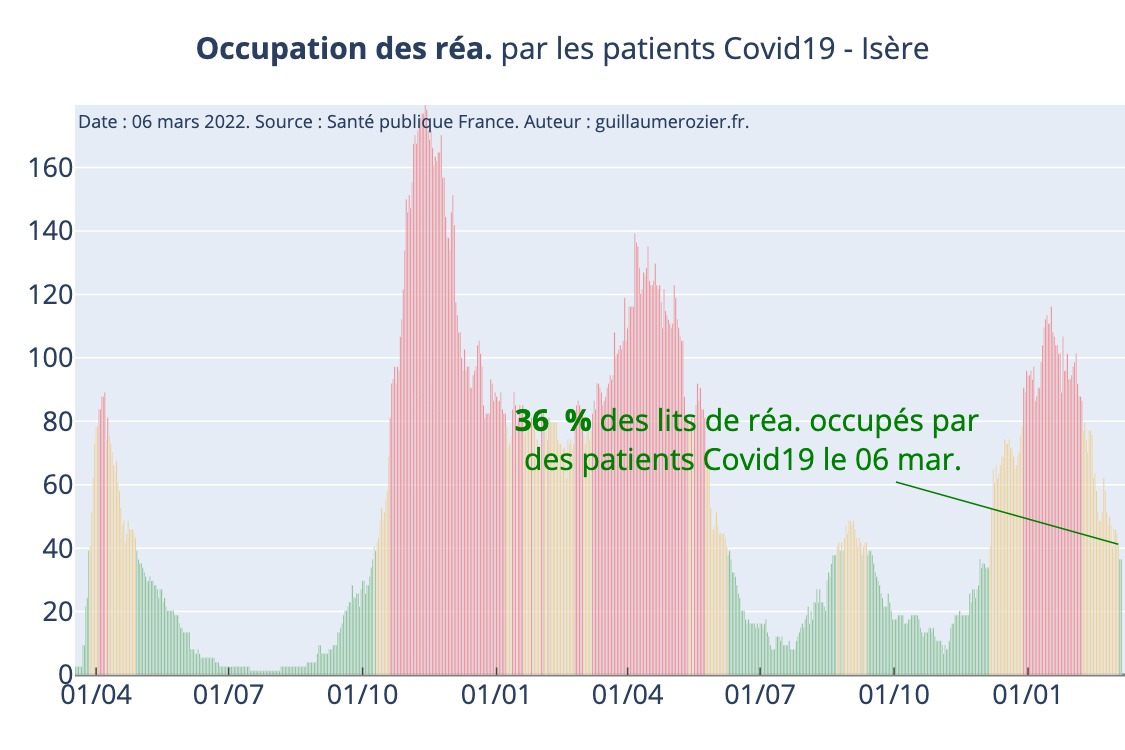 Occupation des réa. par les patients Covid19 - Isère
Date : 06 mars 2022. Source : Santé publique France. Auteur : guillaumerozier.fr.
160
140
120
100
80
60
40
20
0
36  % des lits de réa. occupés par
des patients Covid19 le 06 mar.
01/04 01/07 01/10 01/01 01/04 01/07 01/10 01/01